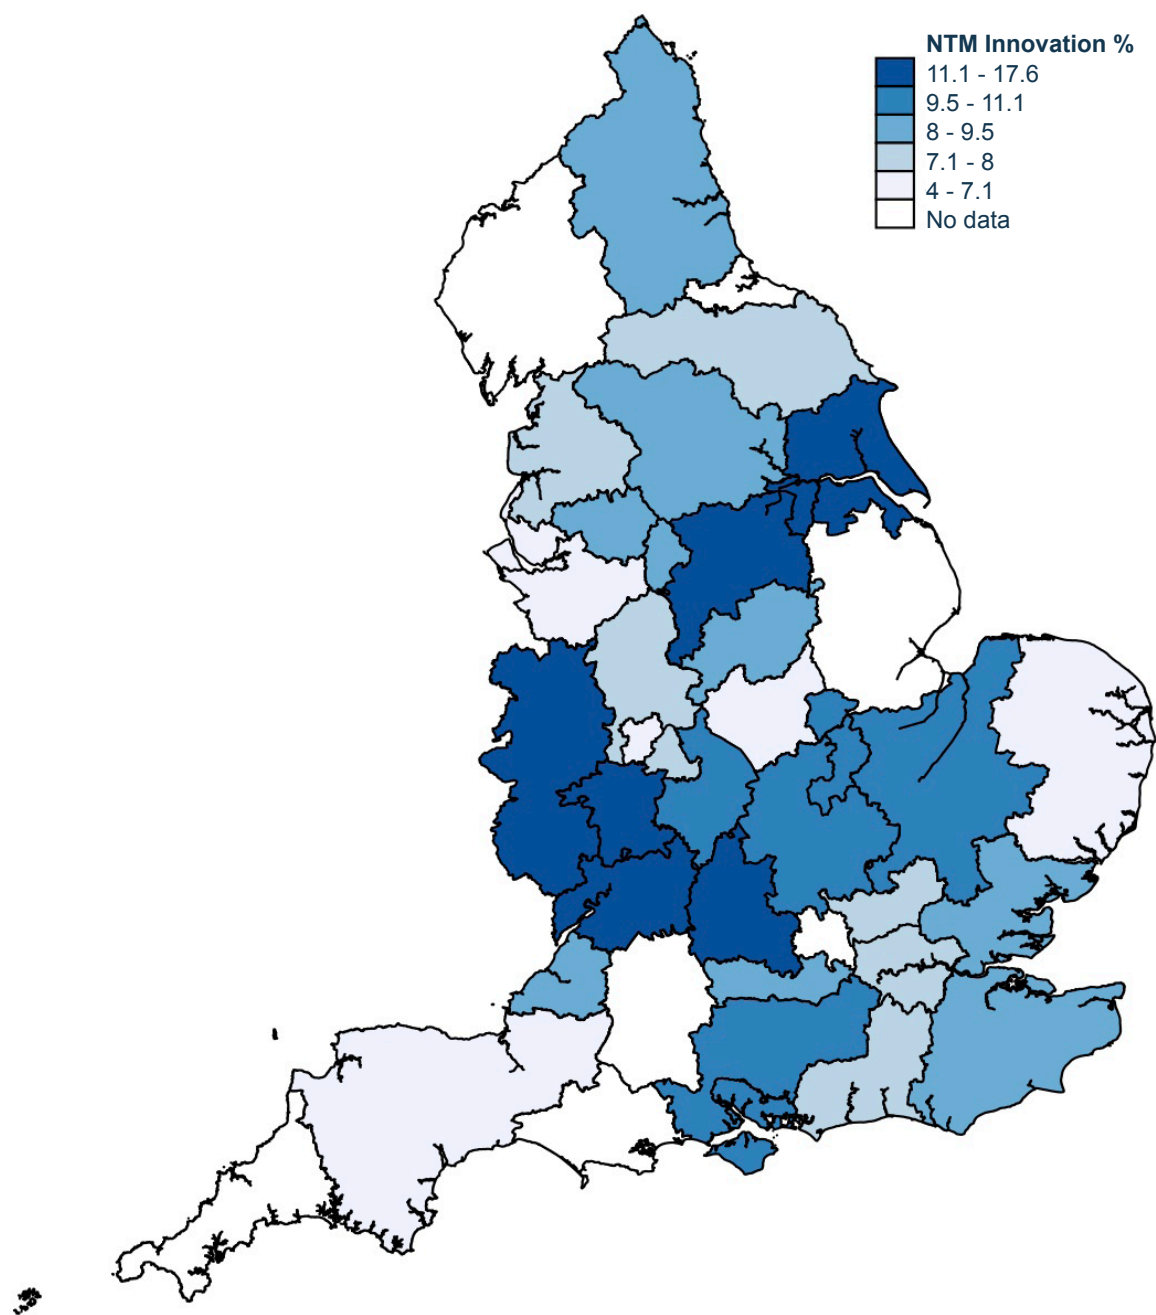 NTM Innovation %
11.1 - 17.6
9.5 - 11.1
8 - 9.5
7.1 - 8
4 - 7.1
No data